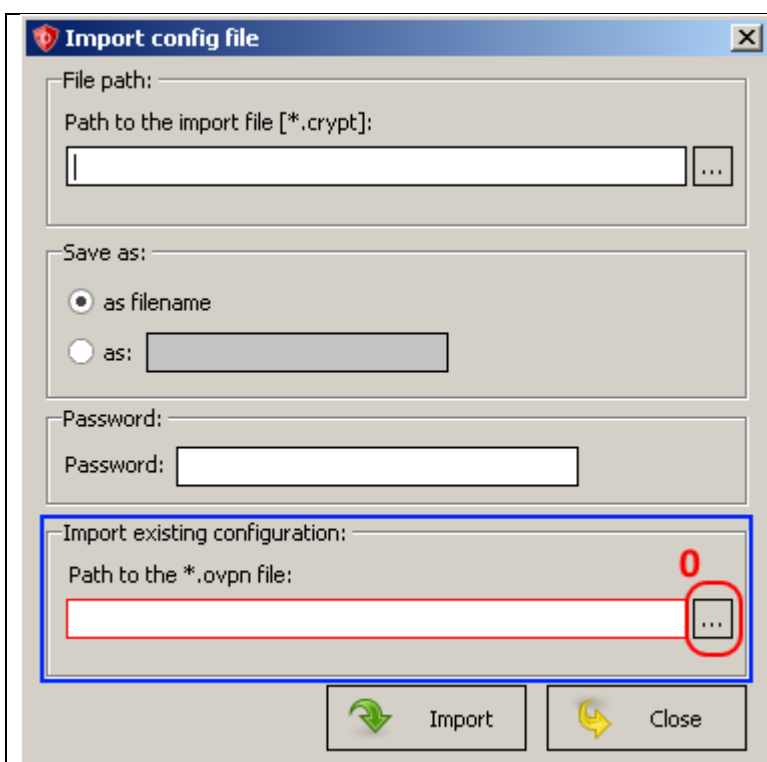 Import config file
File path:
Path to the import file [*.crypt]:
...
Save as:
as filename
as:
Password:
Password:
Import existing configuration:
0
Path to the *.ovpn file:
...
Import
Close